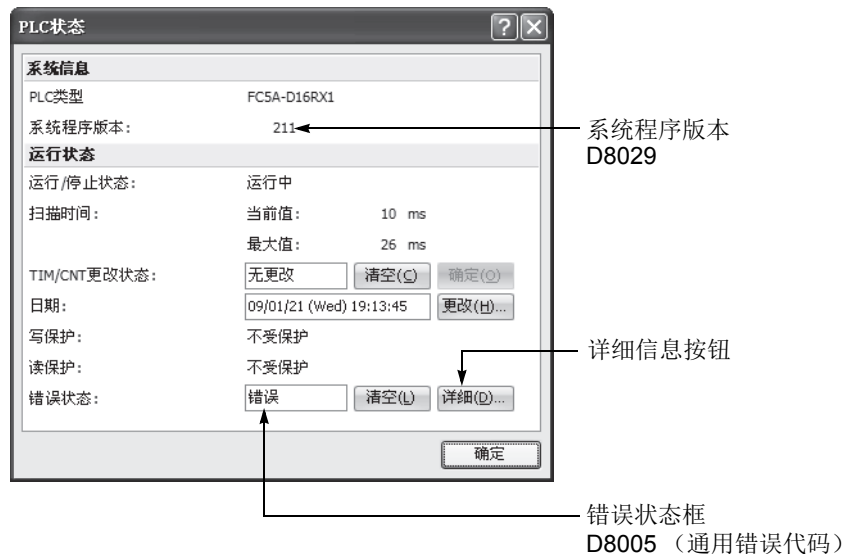 PLC状态
系统信息
PLC类型 FC5A-D16RX1
系统程序版本: 211
系统程序版本
D8029
运行状态
运行/停止状态: 运行中
扫描时间: 当前值: 10 ms
最大值: 26 ms
TIM/CNT更改状态: 无更改 清空(C) 确定(O)
日期: 09/01/21 (Wed) 19:13:45 更改(H)...
写保护: 不受保护
详细信息按钮
读保护: 不受保护
错误状态: 错误 清空(L) 详细(D)...
确定
错误状态框
D8005 （通用错误代码）